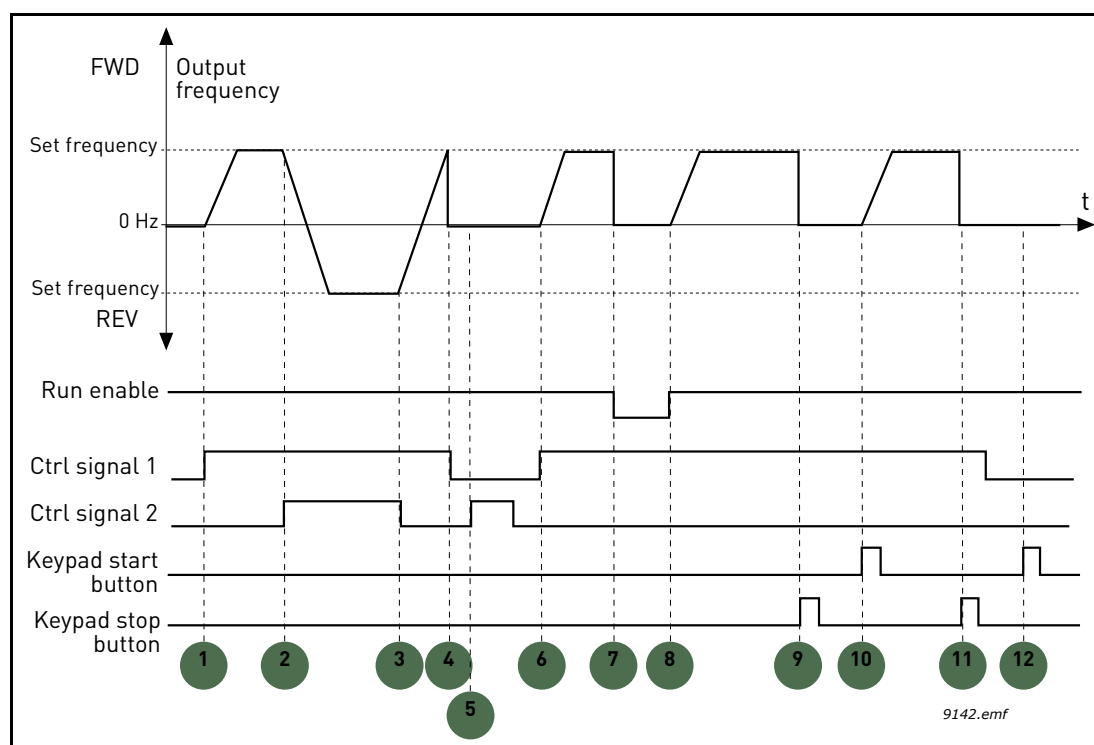 FWD
Output
frequency
Set frequency
0 Hz
t
Set frequency
REV
Run enable
Ctrl signal 1
Ctrl signal 2
Keypad start
button
Keypad stop
button
1
2
3
4
6
7
8
9
10
11
12
5
9142.emf